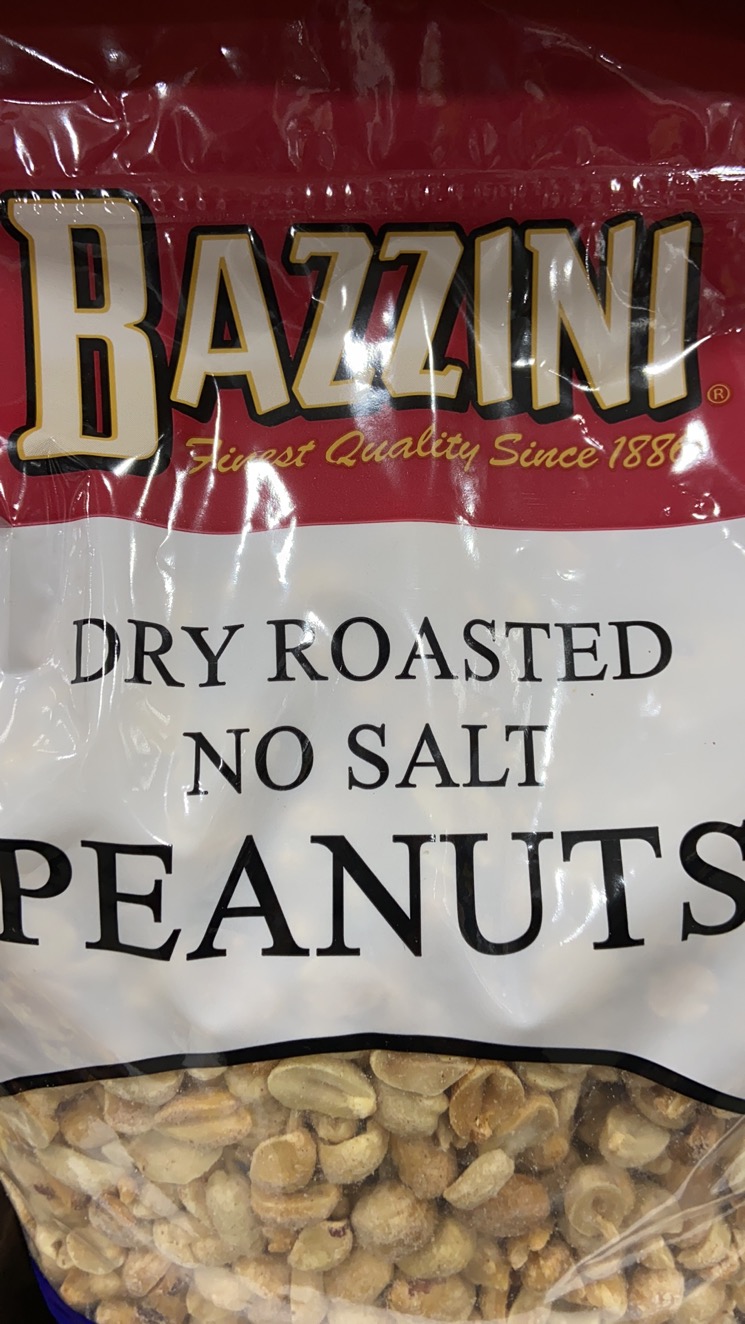 BAZZINI®
Finest Quality Since 1886
DRY ROASTED
NO SALT
PEANUTS